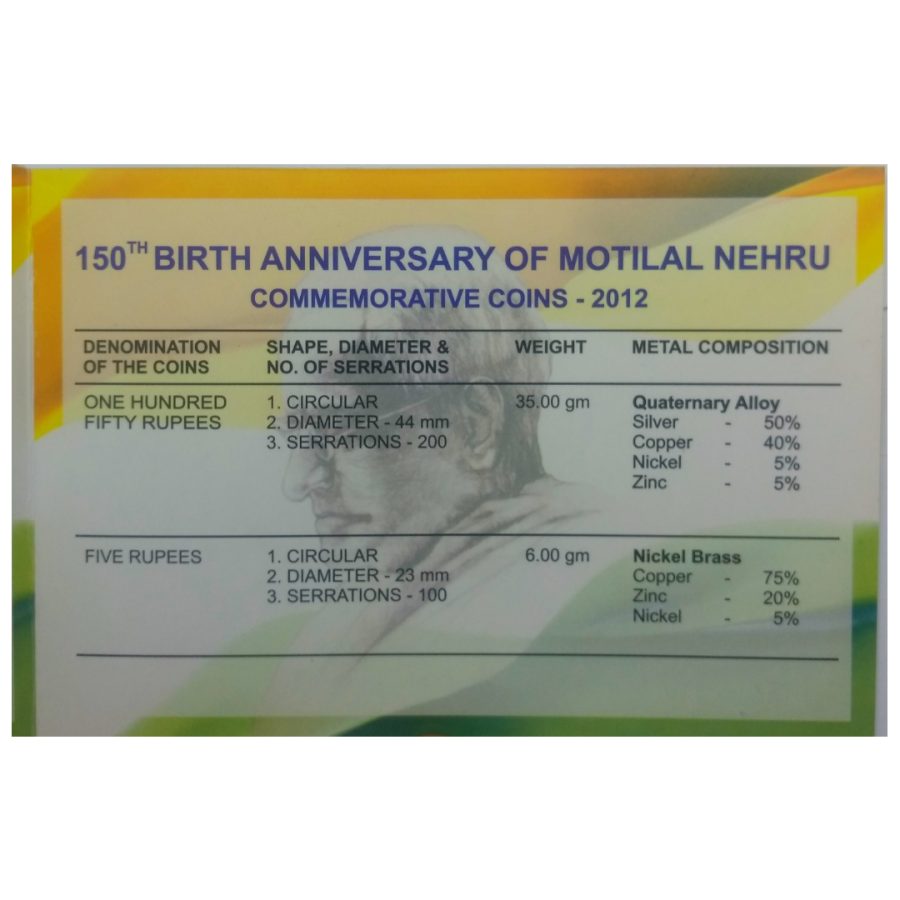 150TH BIRTH ANNIVERSARY OF MOTILAL NEHRU
COMMEMORATIVE COINS - 2012
DENOMINATION OF THE COINS
SHAPE, DIAMETER & NO. OF SERRATIONS
WEIGHT
METAL COMPOSITION
ONE HUNDRED FIFTY RUPEES
1. CIRCULAR
2. DIAMETER - 44 mm
3. SERRATIONS - 200
35.00 gm
Quaternary Alloy
Silver - 50%
Copper - 40%
Nickel - 5%
Zinc - 5%
FIVE RUPEES
1. CIRCULAR
2. DIAMETER - 23 mm
3. SERRATIONS - 100
6.00 gm
Nickel Brass
Copper - 75%
Zinc - 20%
Nickel - 5%